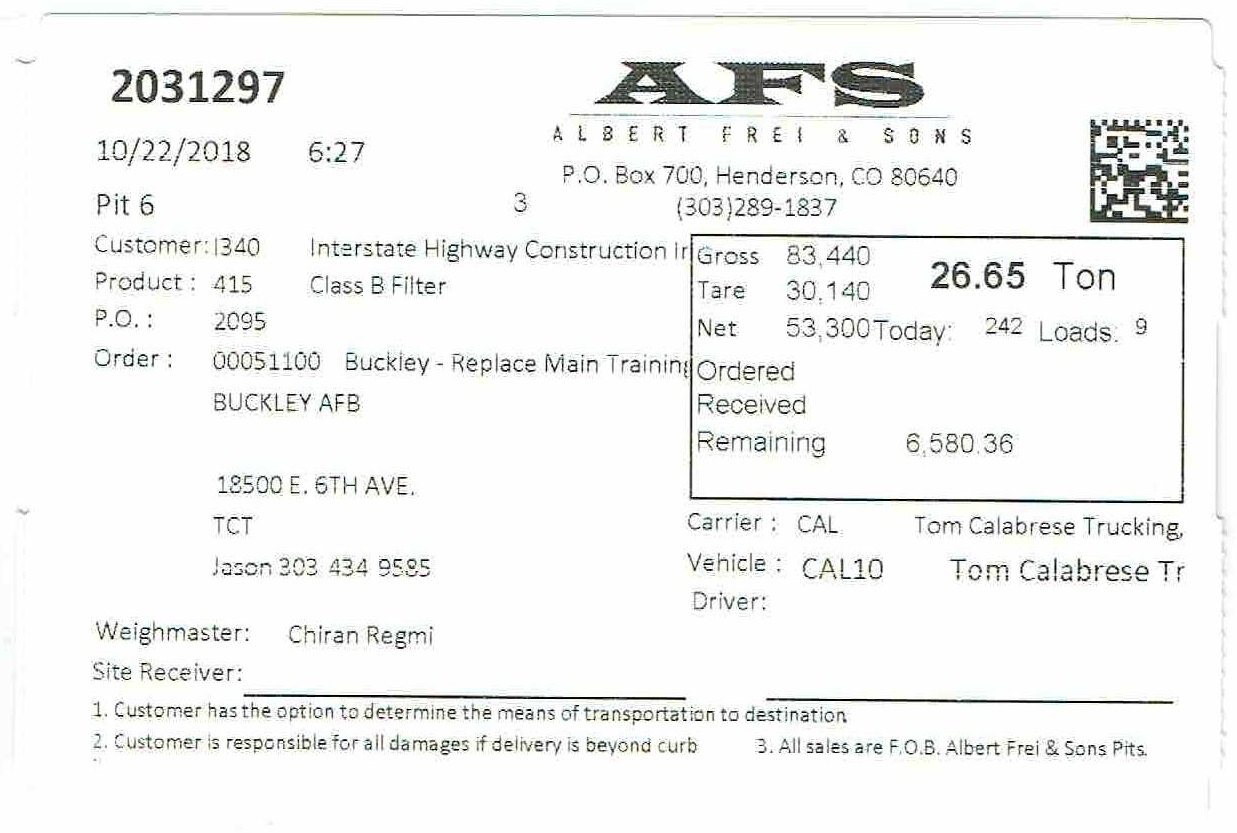 2031297
AFS
ALBERT FREI & SONS
10/22/2018 6:27
P.O. Box 700, Henderson, CO 80640
Pit 6 3 (303)289-1837
Customer: I340 Interstate Highway Construction In
Product : 415 Class B Filter
P.O. : 2095
Order : 00051100 Buckley - Replace Main Training
BUCKLEY AFB
18500 E. 6TH AVE.
TCT
Jason 303 434 9585
Gross 83,440 26.65 Ton
Tare 30,140
Net 53,300 Today: 242 Loads: 9
Ordered
Received
Remaining 6,580.36
Carrier : CAL Tom Calabrese Trucking,
Vehicle : CAL10 Tom Calabrese Tr
Driver:
Weighmaster: Chiran Regmi
Site Receiver:
1. Customer has the option to determine the means of transportation to destination
2. Customer is responsible for all damages if delivery is beyond curb 3. All sales are F.O.B. Albert Frei & Sons Pits.